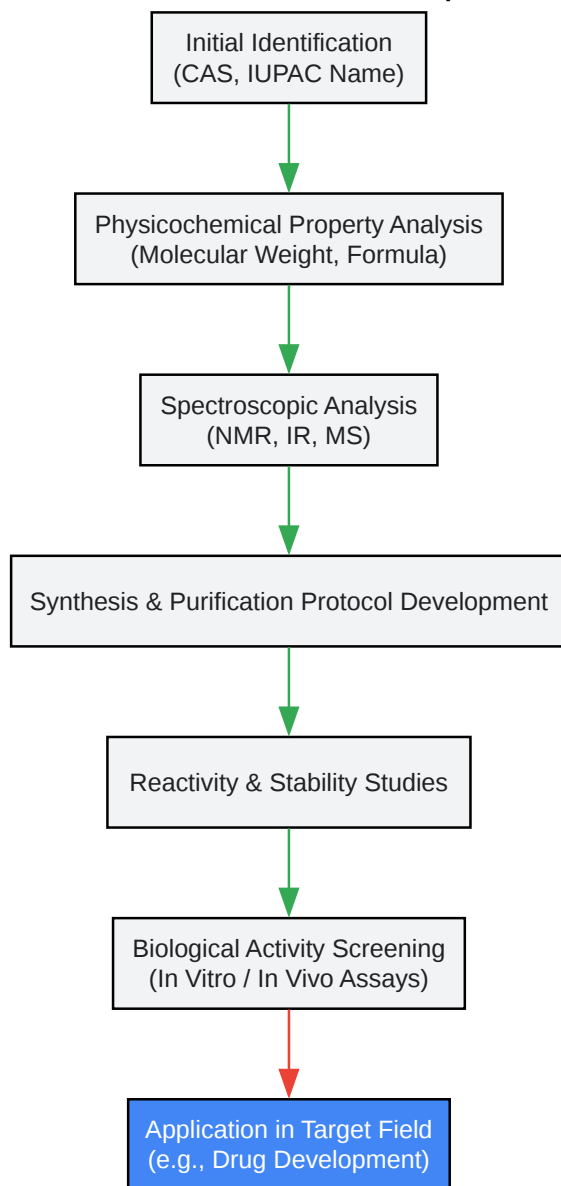 Initial Identification
(CAS, IUPAC Name)
Physicochemical Property Analysis
(Molecular Weight, Formula)
Spectroscopic Analysis
(NMR, IR, MS)
Synthesis & Purification Protocol Development
Reactivity & Stability Studies
Biological Activity Screening
(In Vitro / In Vivo Assays)
Application in Target Field
(e.g., Drug Development)